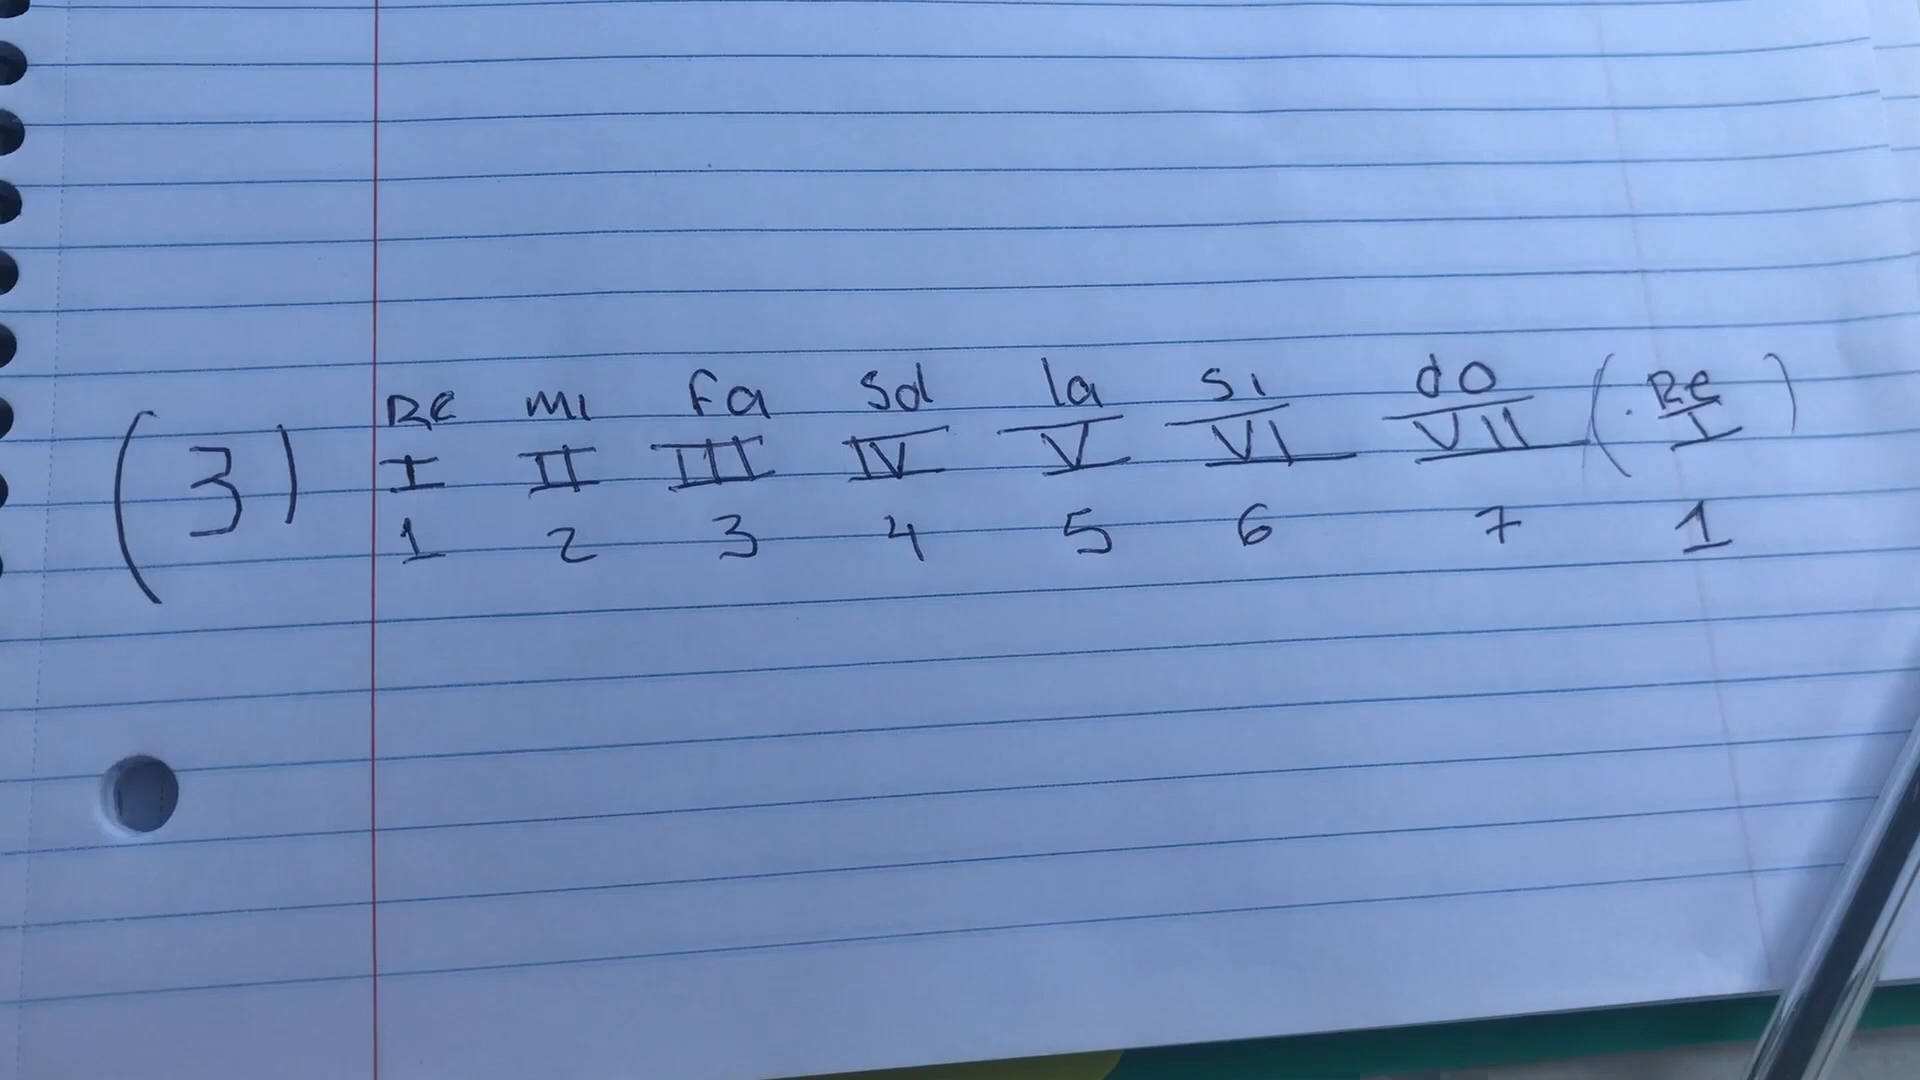 (3) Re mi fa Sol la si do (Re)
I II III IV V VI VII I
1 2 3 4 5 6 7 1